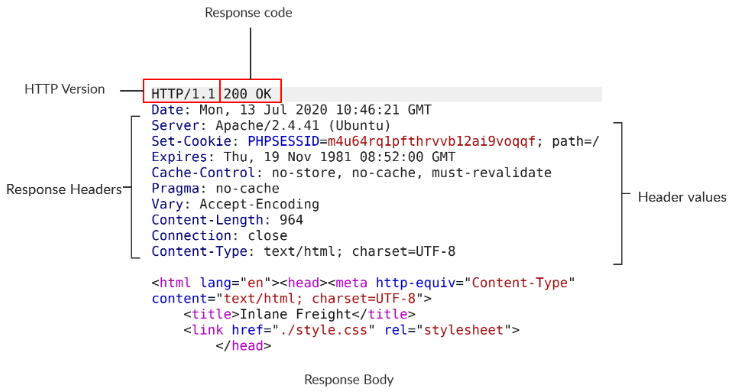 Response code
HTTP Version
HTTP/1.1 200 OK
Date: Mon, 13 Jul 2020 10:46:21 GMT
Server: Apache/2.4.41 (Ubuntu)
Set-Cookie: PHPSESSID=m4u64rq1pfthrvvb12ai9voqqf; path=/
Expires: Thu, 19 Nov 1981 08:52:00 GMT
Cache-Control: no-store, no-cache, must-revalidate
Response Headers
Pragma: no-cache
Header values
Vary: Accept-Encoding
Content-Length: 964
Connection: close
Content-Type: text/html; charset=UTF-8
<html lang="en"><head><meta http-equiv="Content-Type"
content="text/html; charset=UTF-8">
<title>Inlane Freight</title>
<link href="./style.css" rel="stylesheet">
</head>
Response Body